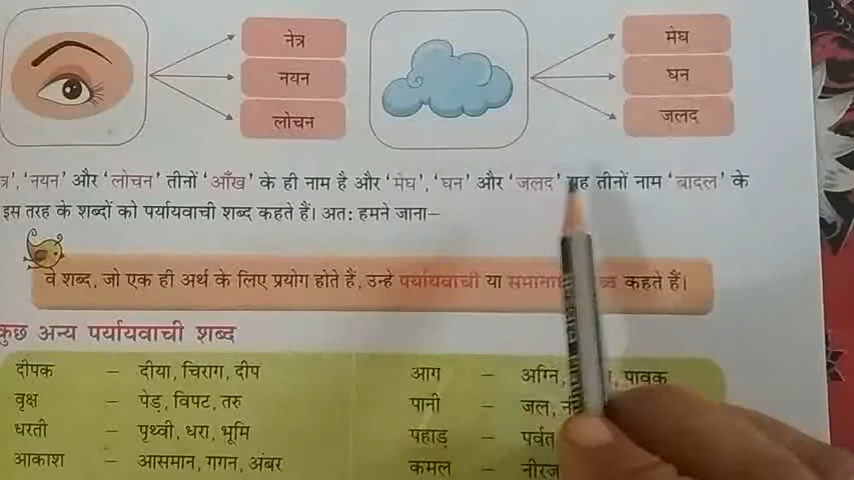 नेत्र
नयन
लोचन
मेघ
घन
जलद
'नयन' और 'लोचन' तीनों 'आँख' के ही नाम है और 'मेघ', 'घन' और 'जलद' यह तीनों नाम 'बादल' के
इस तरह के शब्दों को पर्यायवाची शब्द कहते हैं। अतः हमने जाना–
वे शब्द, जो एक ही अर्थ के लिए प्रयोग होते हैं, उन्हे पर्यायवाची या कहते हैं।
कुछ अन्य पर्यायवाची शब्द
दीपक – दीया, चिराग, दीप
आग – अग्नि, पावक
वृक्ष – पेड़, विपट, तरु
पानी – जल,
धरती – पृथ्वी, धरा, भूमि
पहाड़ – पर्वत
आकाश – आसमान, गगन, अंबर
कमल – नीरज